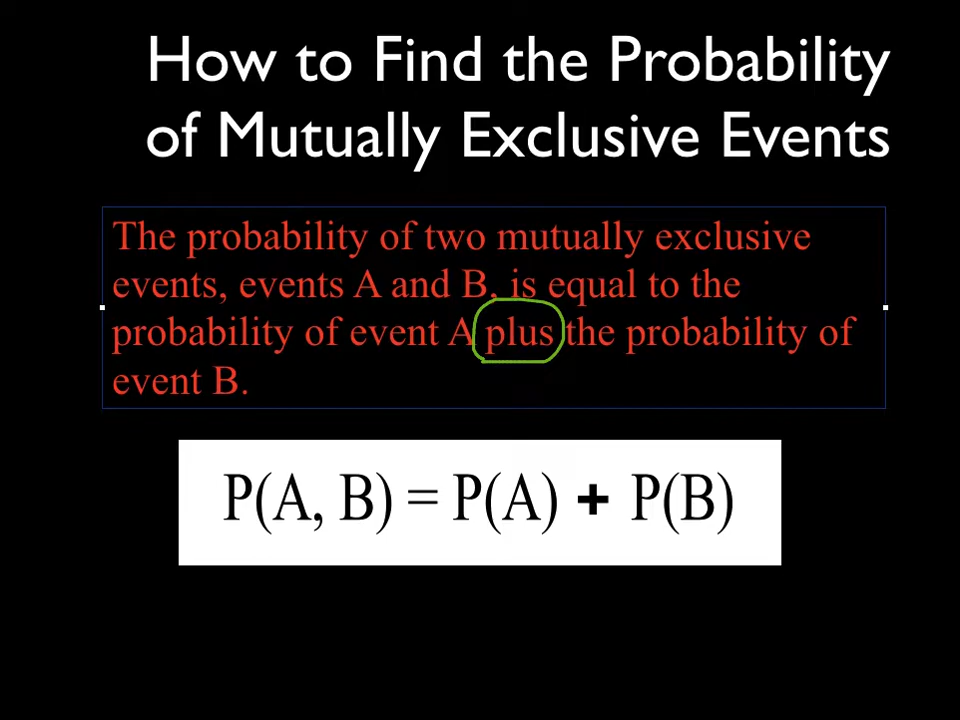 How to Find the Probability
of Mutually Exclusive Events
The probability of two mutually exclusive
events, events A and B, is equal to the
probability of event A plus the probability of
event B.
P(A, B) = P(A) + P(B)